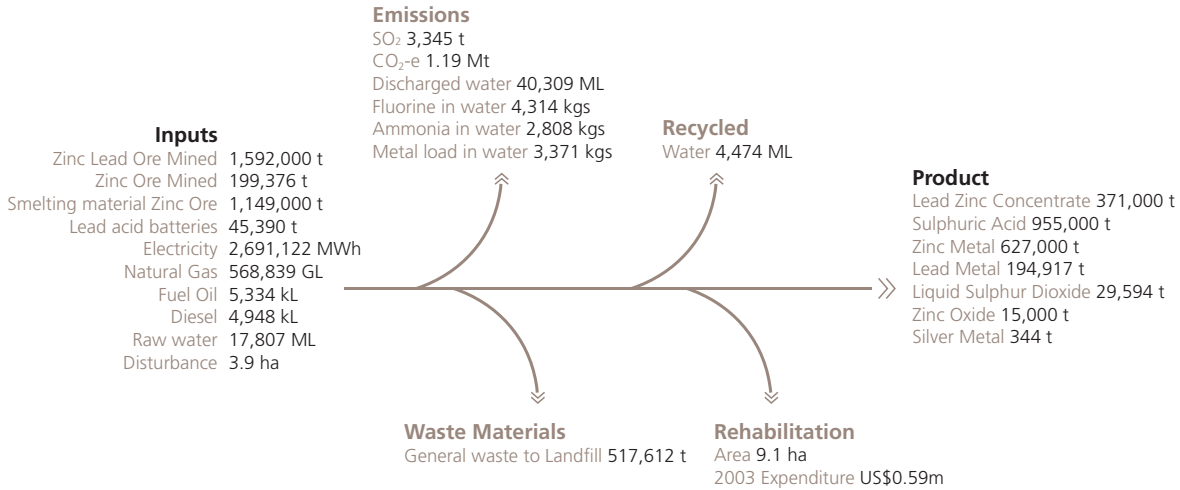 Emissions
SO₂ 3,345 t
CO₂-e 1.19 Mt
Discharged water 40,309 ML
Fluorine in water 4,314 kgs
Ammonia in water 2,808 kgs
Metal load in water 3,371 kgs
Inputs
Zinc Lead Ore Mined 1,592,000 t
Zinc Ore Mined 199,376 t
Smelting material Zinc Ore 1,149,000 t
Lead acid batteries 45,390 t
Electricity 2,691,122 MWh
Natural Gas 568,839 GL
Fuel Oil 5,334 kL
Diesel 4,948 kL
Raw water 17,807 ML
Disturbance 3.9 ha
Recycled
Water 4,474 ML
Product
Lead Zinc Concentrate 371,000 t
Sulphuric Acid 955,000 t
Zinc Metal 627,000 t
Lead Metal 194,917 t
Liquid Sulphur Dioxide 29,594 t
Zinc Oxide 15,000 t
Silver Metal 344 t
Waste Materials
General waste to Landfill 517,612 t
Rehabilitation
Area 9.1 ha
2003 Expenditure US$0.59m